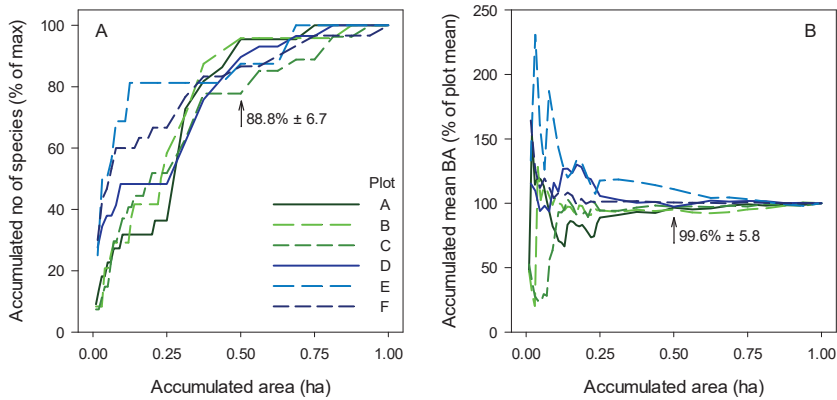 A
Accumulated no of species (% of max)
100
80
60
40
20
0
88.8% ± 6.7
Plot
A
B
C
D
E
F
0.00 0.25 0.50 0.75 1.00
Accumulated area (ha)
B
Accumulated mean BA (% of plot mean)
250
200
150
100
50
0
99.6% ± 5.8
0.00 0.25 0.50 0.75 1.00
Accumulated area (ha)